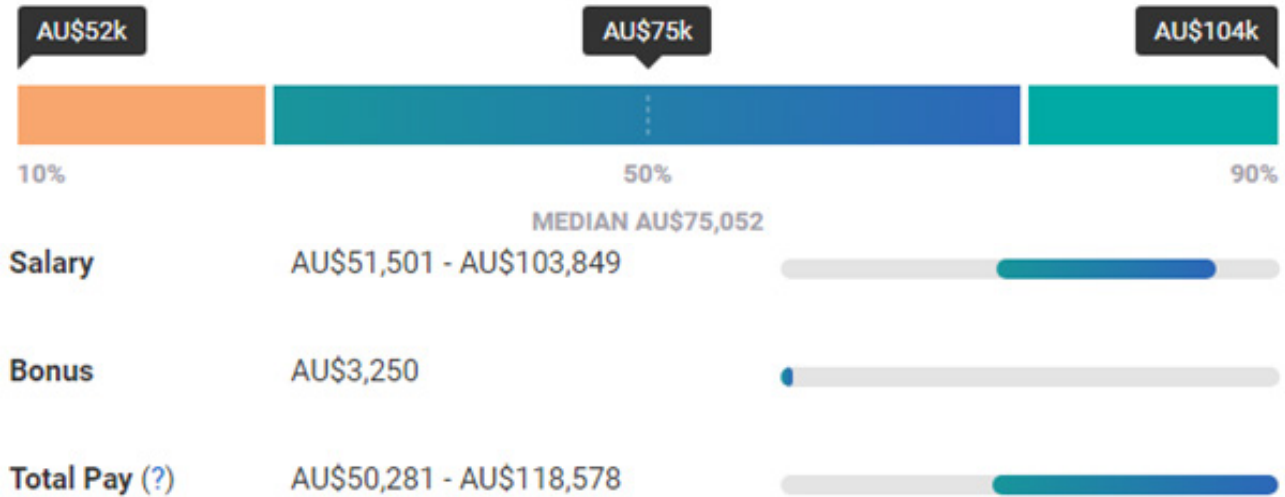 AU$52k AU$75k AU$104k
10% 50% 90%
MEDIAN AU$75,052
Salary AU$51,501 - AU$103,849
Bonus AU$3,250
Total Pay (?) AU$50,281 - AU$118,578